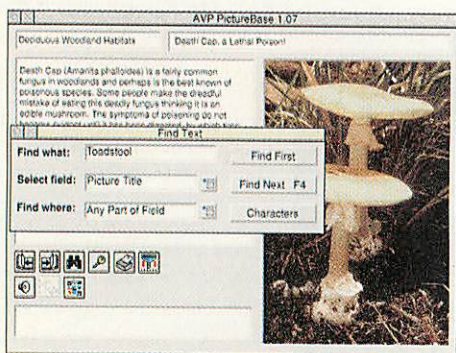 AVP PictureBase 1.07
Deciduous Woodland Habitats
Death Cap, a Lethal Poison!
Death Cap (Amanita phalloides) is a fairly common
fungus in woodlands and perhaps is the best known of
poisonous species. Some people make the dreadful
mistake of eating this deadly fungus thinking it is an
edible mushroom. The symptoms of poisoning do not
Find Text
Find what: Toadstool
Find First
Select field: Picture Title
Find Next F4
Find where: Any Part of Field
Characters